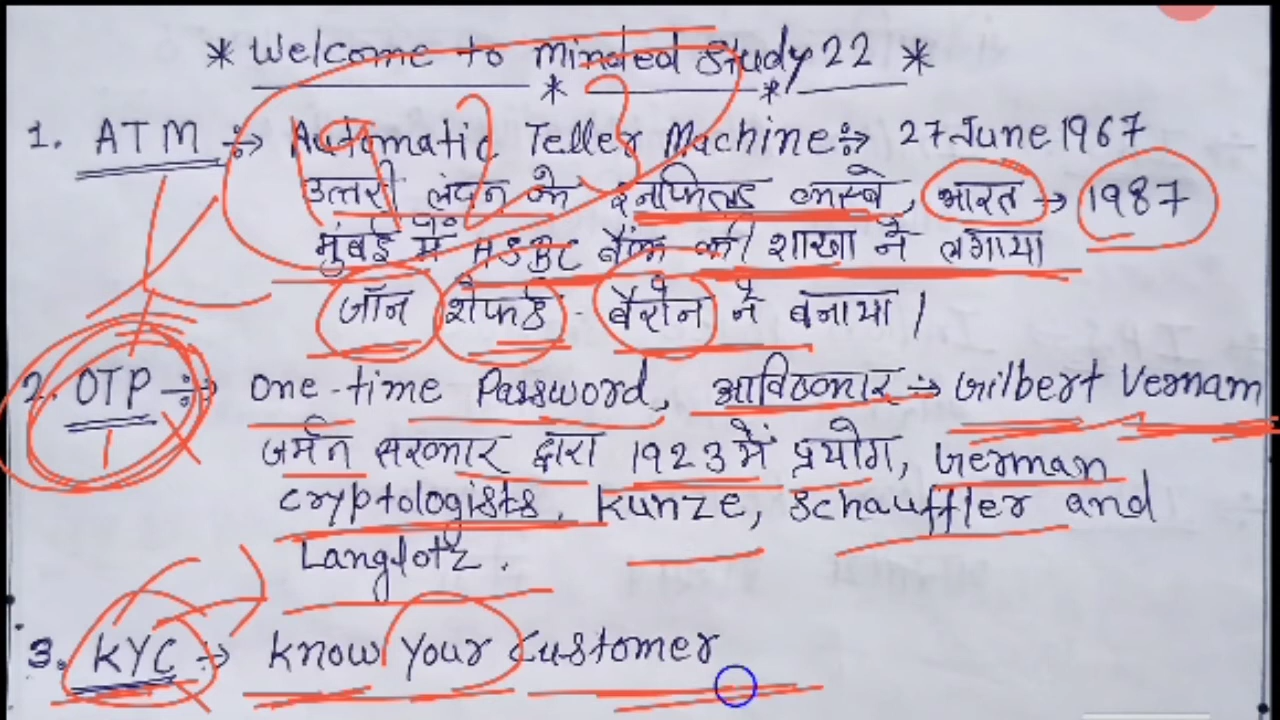 * Welcome to Minded Study 22 *
1. ATM → Automatic Teller Machine → 27 June 1967
उत्तरी लंदन के इनफिल्ड कास्बे, भारत → 1987
मुंबई में HSBC बैंक की शाखा ने लगाया
जॉन शेफर्ड - बैरोन ने बनाया।
2. OTP → One-time Password, आविष्कार → Gilbert Vernam
जर्मन सरकार द्वारा 1923 में प्रयोग, German
cryptologists. Kunze, Schauffler and
Langlotz.
3. KYC → Know Your Customer